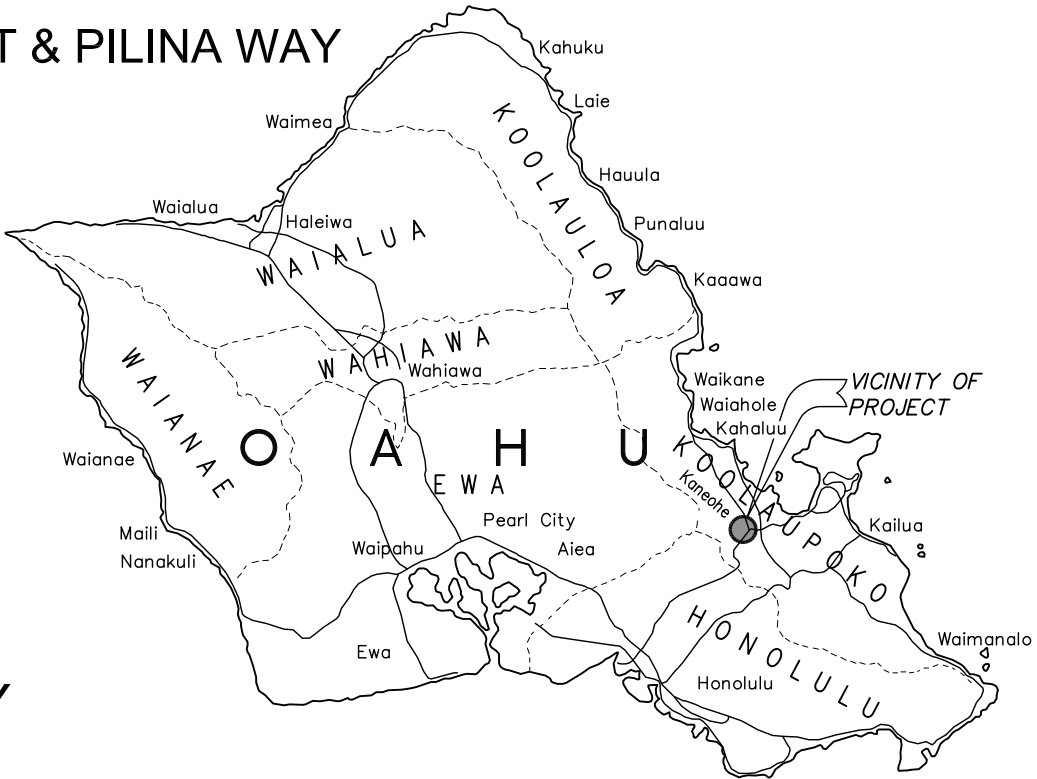 T & PILINA WAY
Kahuku
Laie
Waimea
KOOLAULOA
Hauula
Waialua
Haleiwa
Punaluu
WAIALUA
Kaaawa
WAHIAWA
Wahiawa
WAIANAE
Waikane
Waiahole
Kahaluu
VICINITY OF
PROJECT
OAHU
Waianae
KOOLAUPOKO
Kaneohe
EWA
Pearl City
Aiea
Kailua
Maili
Nanakuli
Waipahu
HONOLULU
Ewa
Waimanalo
Honolulu
Y